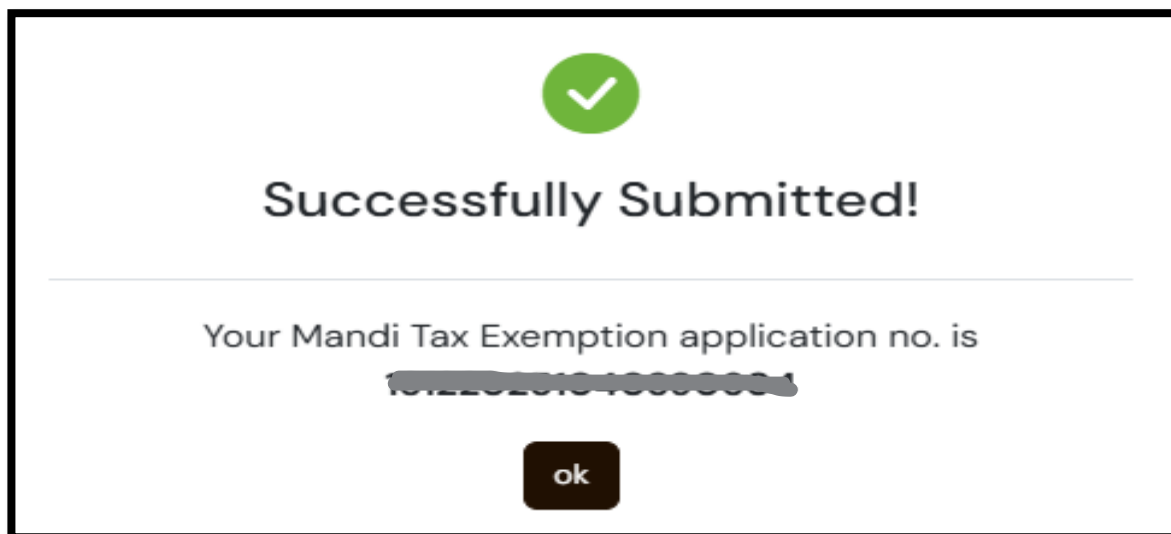 Successfully Submitted!
Your Mandi Tax Exemption application no. is
ok